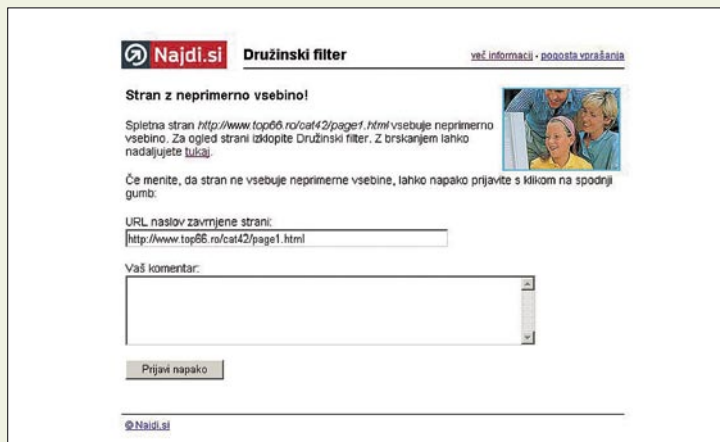 Najdi.si Družinski filter več informacij - pogosta vprašanja
Stran z neprimerno vsebino!
Spletna stran http://www.top66.ro/cat42/page1.html vsebuje neprimerno
vsebino. Za ogled strani izklopite Družinski filter. Z brskanjem lahko
nadaljujete tukaj.
Če menite, da stran ne vsebuje neprimerne vsebine, lahko napako prijavite s klikom na spodnji
gumb:
URL naslov zavrnjene strani:
http://www.top66.ro/cat42/page1.html
Vaš komentar:
Prijavi napako
© Najdi.si